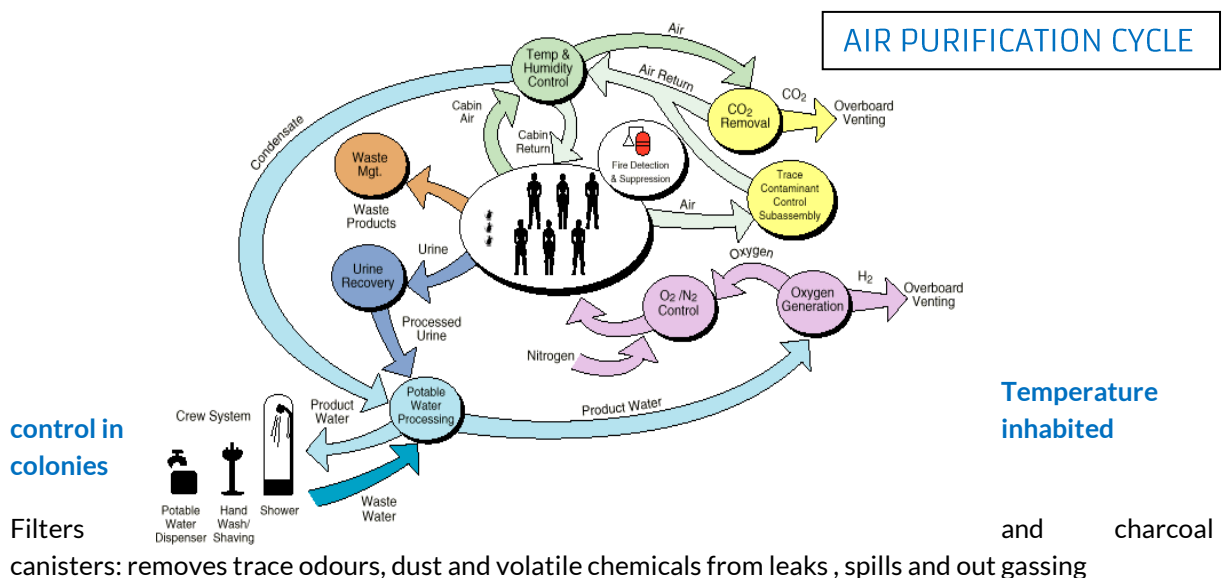 AIR PURIFICATION CYCLE
Air
Temp &
Humidity
Control
Air Return
CO2
Removal
CO2
Overboard
Venting
Cabin
Air
Cabin
Return
Condensate
Fire Detection
& Suppression
Waste
Mgt.
Waste
Products
Trace
Contaminant
Control
Subassembly
Air
Urine
Urine
Recovery
Oxygen
O2 /N2
Control
Oxygen
Generation
H2
Overboard
Venting
Processed
Urine
Nitrogen
Potable
Water
Processing
Product Water
Product
Water
Crew System
Waste
Water
Potable
Water
Dispenser
Hand
Wash/
Shaving
Shower
Temperature
control in inhabited
colonies
Filters and charcoal
canisters: removes trace odours, dust and volatile chemicals from leaks , spills and out gassing